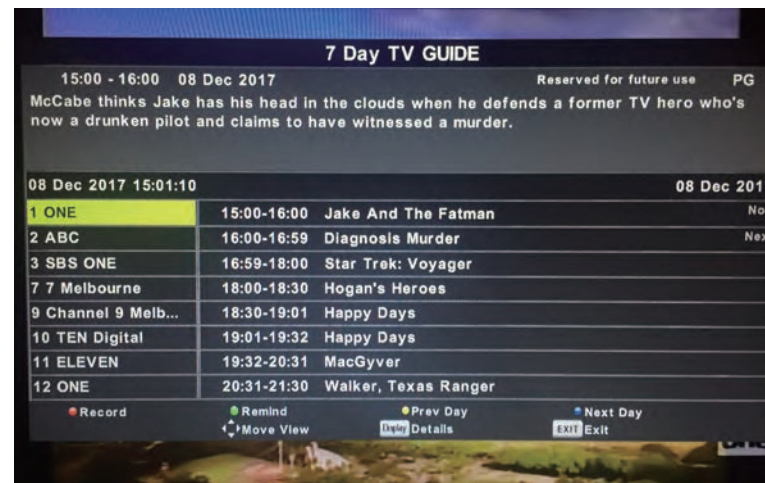 7 Day TV GUIDE
15:00 - 16:00 08 Dec 2017 Reserved for future use PG
McCabe thinks Jake has his head in the clouds when he defends a former TV hero who's
now a drunken pilot and claims to have witnessed a murder.
08 Dec 2017 15:01:10 08 Dec 201
1 ONE 15:00-16:00 Jake And The Fatman No
2 ABC 16:00-16:59 Diagnosis Murder Nex
3 SBS ONE 16:59-18:00 Star Trek: Voyager
7 7 Melbourne 18:00-18:30 Hogan's Heroes
9 Channel 9 Melb... 18:30-19:01 Happy Days
10 TEN Digital 19:01-19:32 Happy Days
11 ELEVEN 19:32-20:31 MacGyver
12 ONE 20:31-21:30 Walker, Texas Ranger
Record Remind Prev Day Next Day
Move View Display Details EXIT Exit